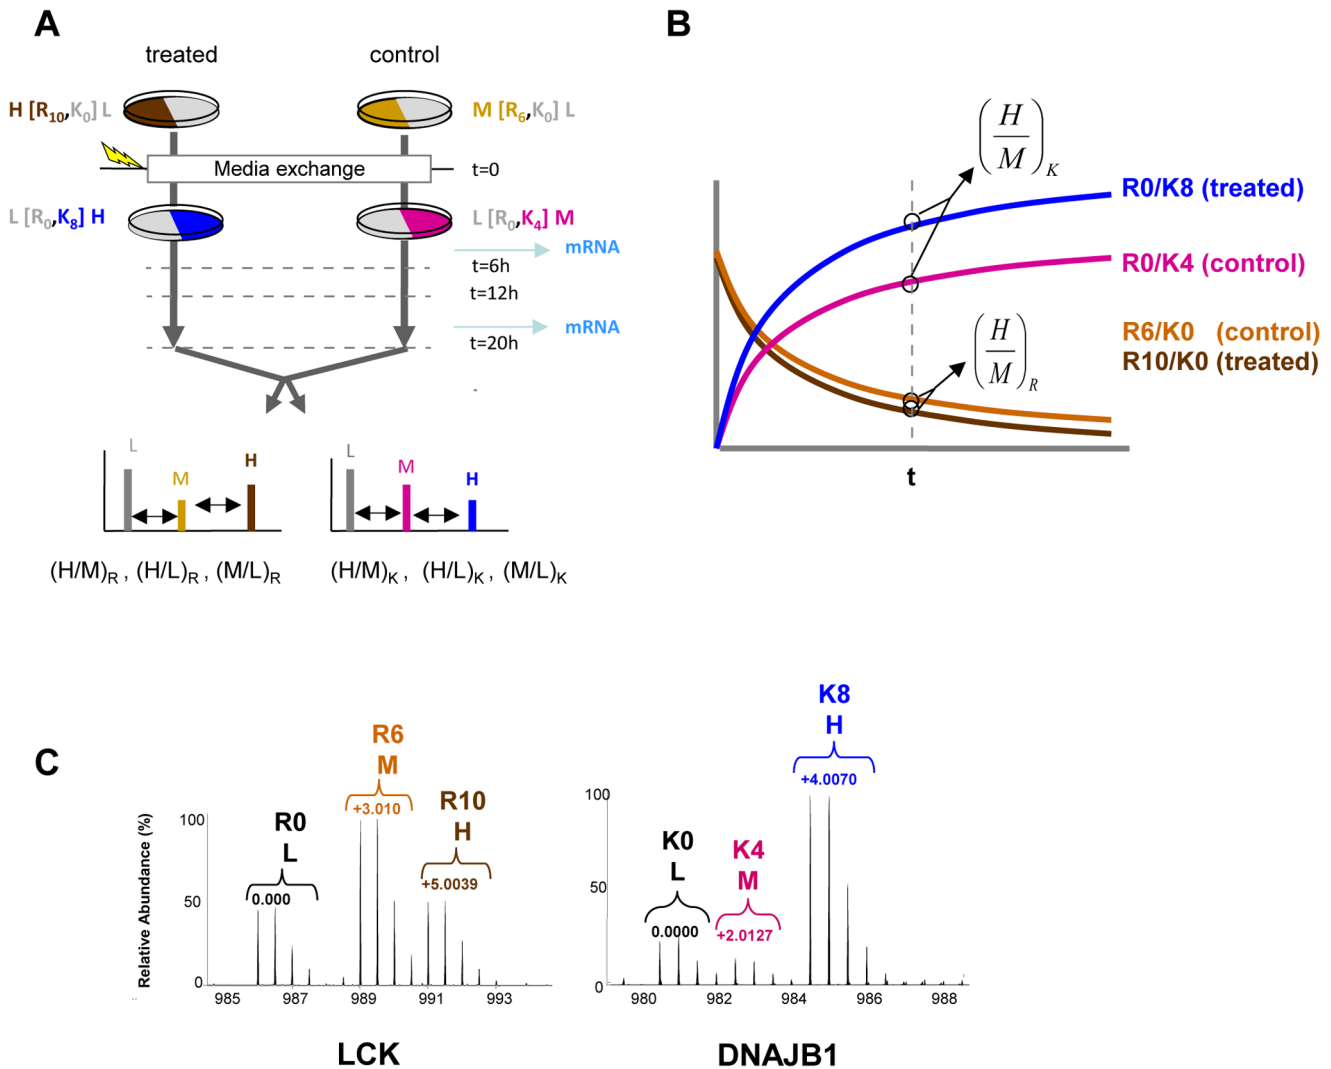 A
treated
control
H [R10,K0] L
M [R6,K0] L
Media exchange
t=0
L [R0,K8] H
L [R0,K4] M
mRNA
t=6h
t=12h
mRNA
t=20h
-
L
M
H
L
M
H
(H/M)R , (H/L)R , (M/L)R
(H/M)K , (H/L)K , (M/L)K
B
(H/M)K
R0/K8 (treated)
R0/K4 (control)
(H/M)R
R6/K0 (control)
R10/K0 (treated)
t
C
Relative Abundance (%)
100
50
0
R0
L
0.000
R6
M
+3.010
R10
H
+5.0039
985 987 989 991 993
LCK
100
50
0
K0
L
0.0000
K4
M
+2.0127
K8
H
+4.0070
980 982 984 986 988
DNAJB1